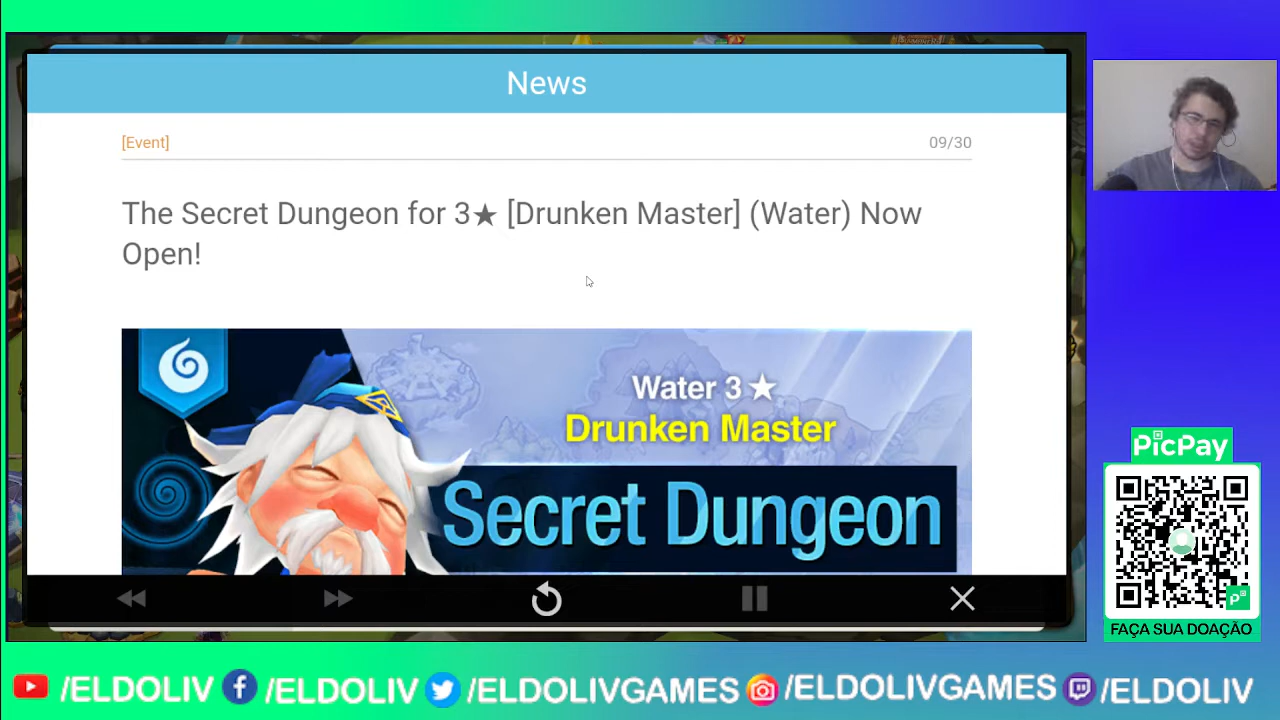 News
[Event]
09/30
The Secret Dungeon for 3★ [Drunken Master] (Water) Now
Open!
Water 3★
Drunken Master
Secret Dungeon
PicPay
FAÇA SUA DOAÇÃO
/ELDOLIV
/ELDOLIV
/ELDOLIVGAMES
/ELDOLIVGAMES
/ELDOLIV